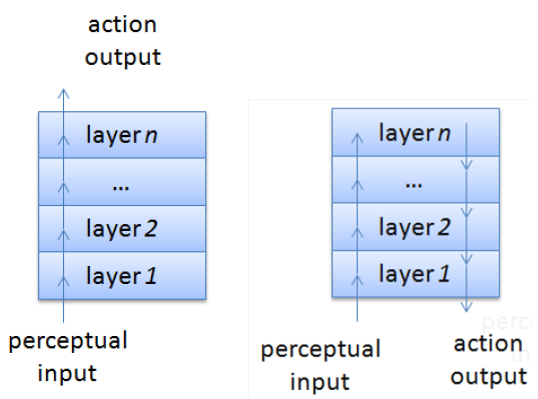 action
output
layer n
...
layer 2
layer 1
perceptual
input
layer n
...
layer 2
layer 1
perceptual
input
action
output